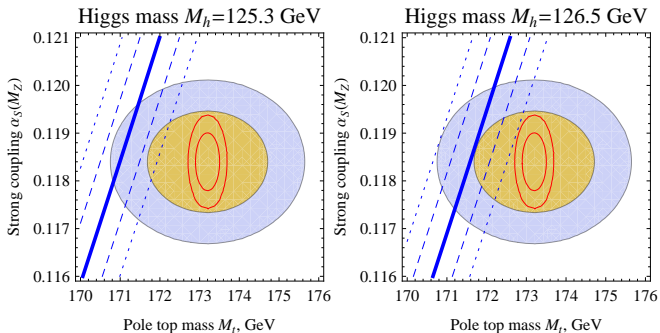 Higgs mass M_h=125.3 GeV
Strong coupling α_S(M_Z)
0.121
0.120
0.119
0.118
0.117
0.116
170 171 172 173 174 175 176
Pole top mass M_t, GeV
Higgs mass M_h=126.5 GeV
Strong coupling α_S(M_Z)
0.121
0.120
0.119
0.118
0.117
0.116
170 171 172 173 174 175 176
Pole top mass M_t, GeV